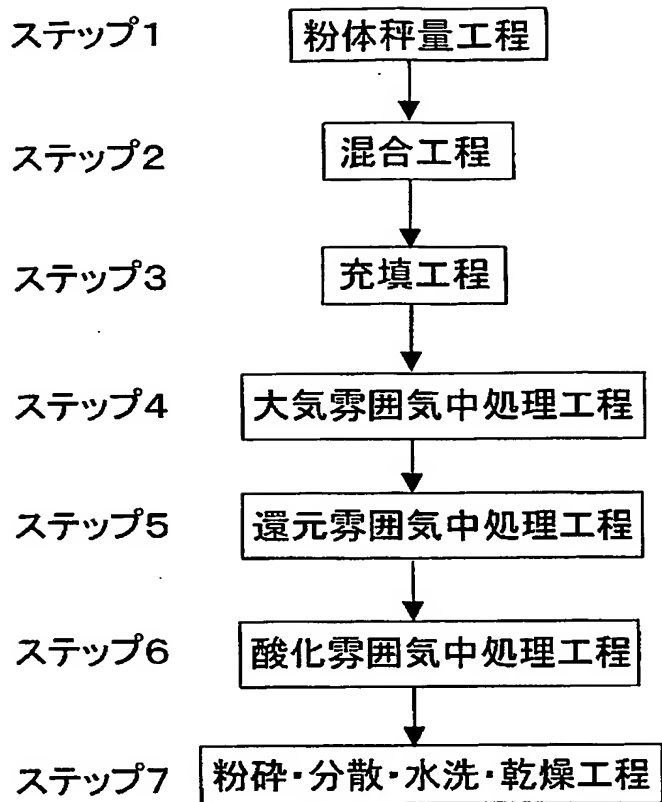 ステップ1 粉体秤量工程
ステップ2 混合工程
ステップ3 充填工程
ステップ4 大気雰囲気中処理工程
ステップ5 還元雰囲気中処理工程
ステップ6 酸化雰囲気中処理工程
ステップ7 粉砕・分散・水洗・乾燥工程